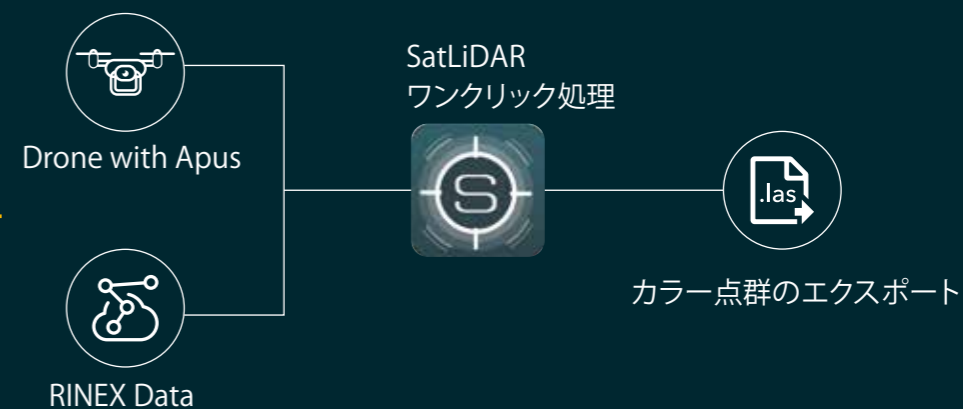 Drone with Apus
RINEX Data
SatLiDAR
ワンクリック処理
S
.las
カラー点群のエクスポート